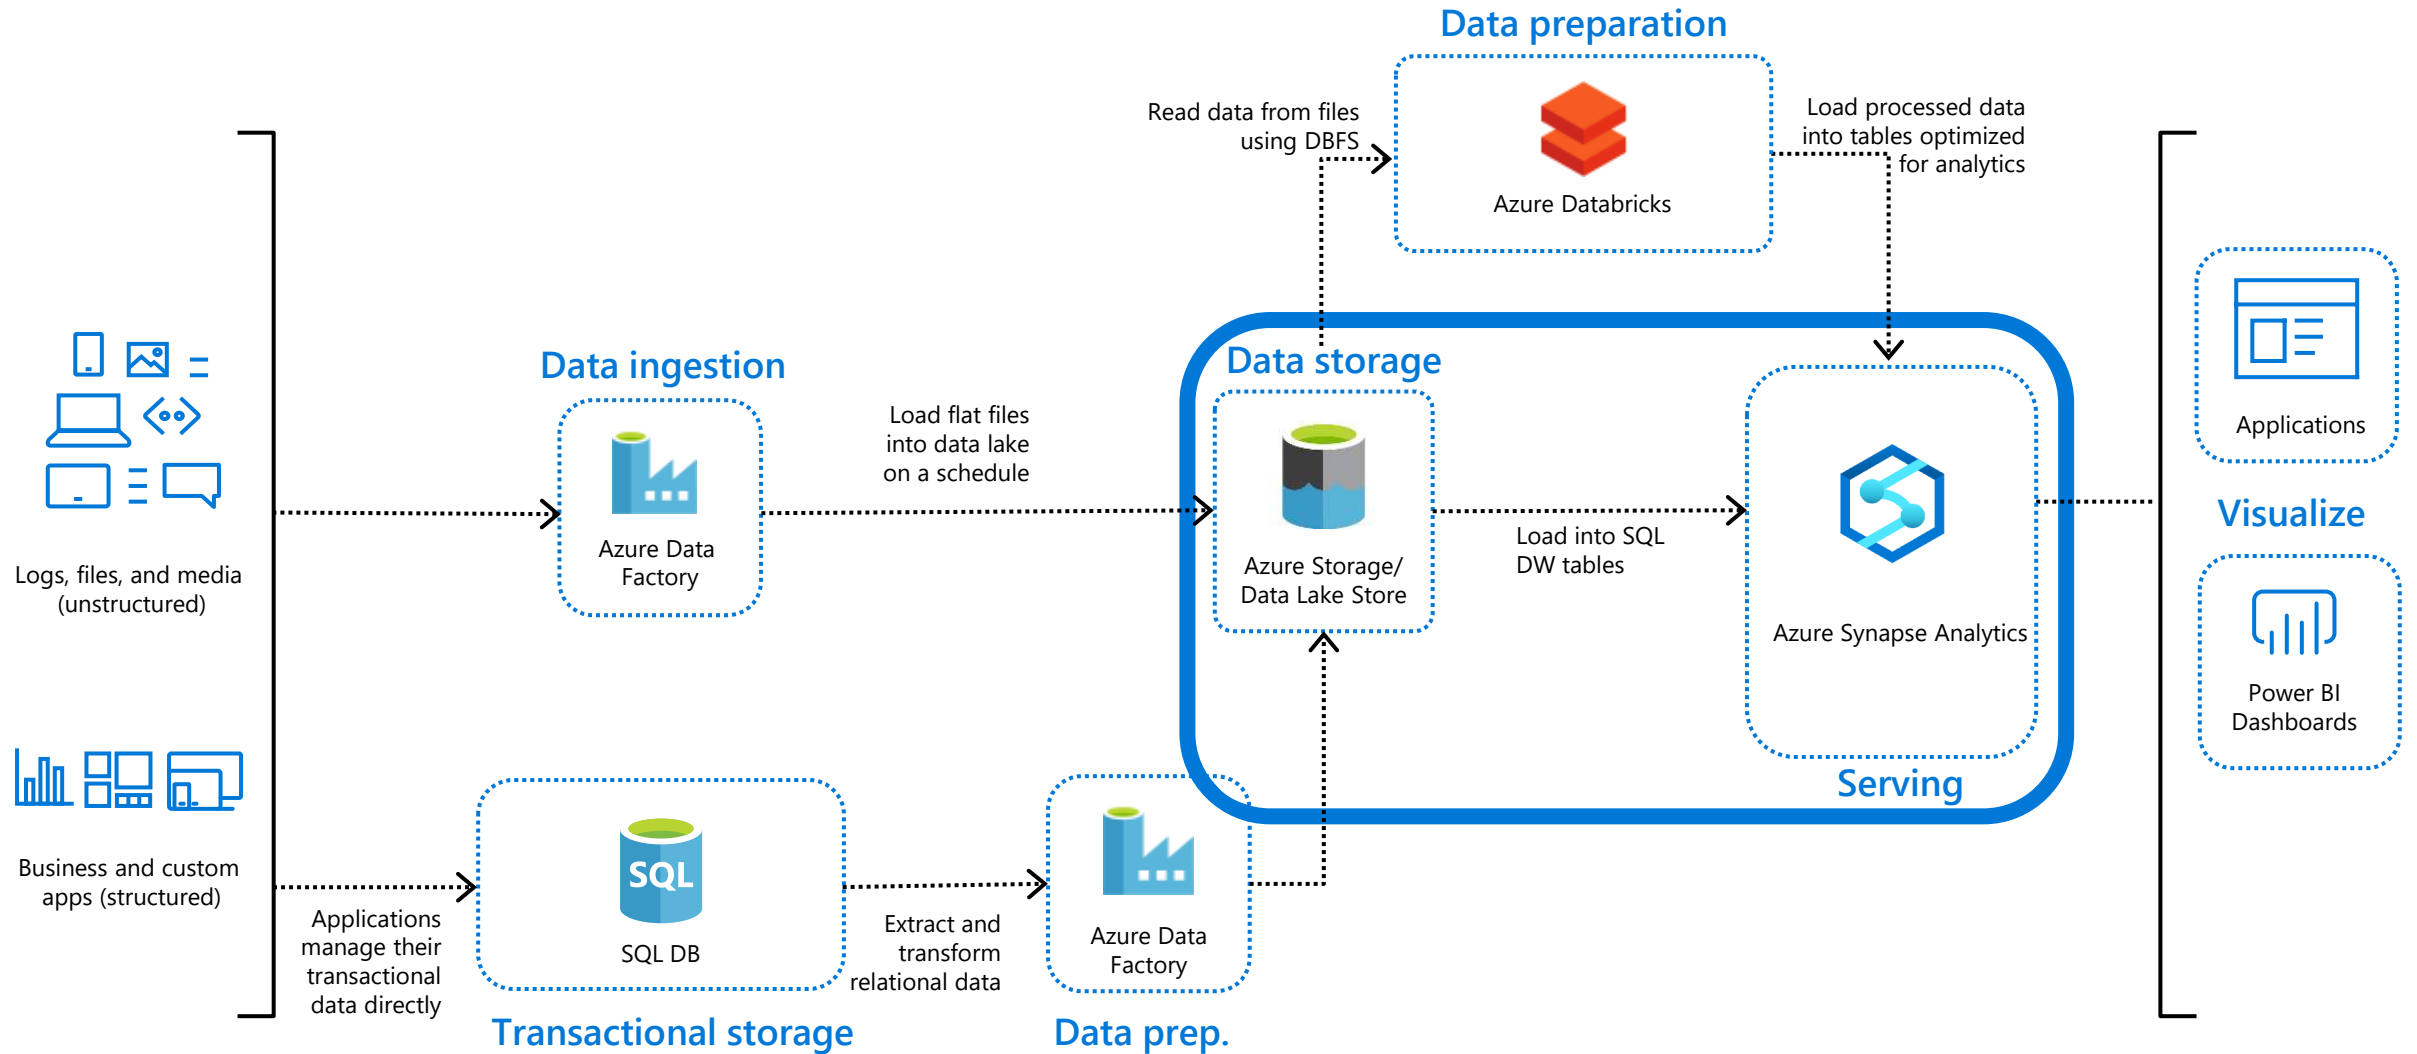 Data preparation
Read data from files
using DBFS
Azure Databricks
Load processed data
into tables optimized
for analytics
Logs, files, and media
(unstructured)
Business and custom
apps (structured)
Data ingestion
Azure Data
Factory
Load flat files
into data lake
on a schedule
Data storage
Azure Storage/
Data Lake Store
Load into SQL
DW tables
Azure Synapse Analytics
Serving
Applications
Visualize
Power BI
Dashboards
Applications
manage their
transactional
data directly
SQL
SQL DB
Transactional storage
Extract and
transform
relational data
Azure Data
Factory
Data prep.